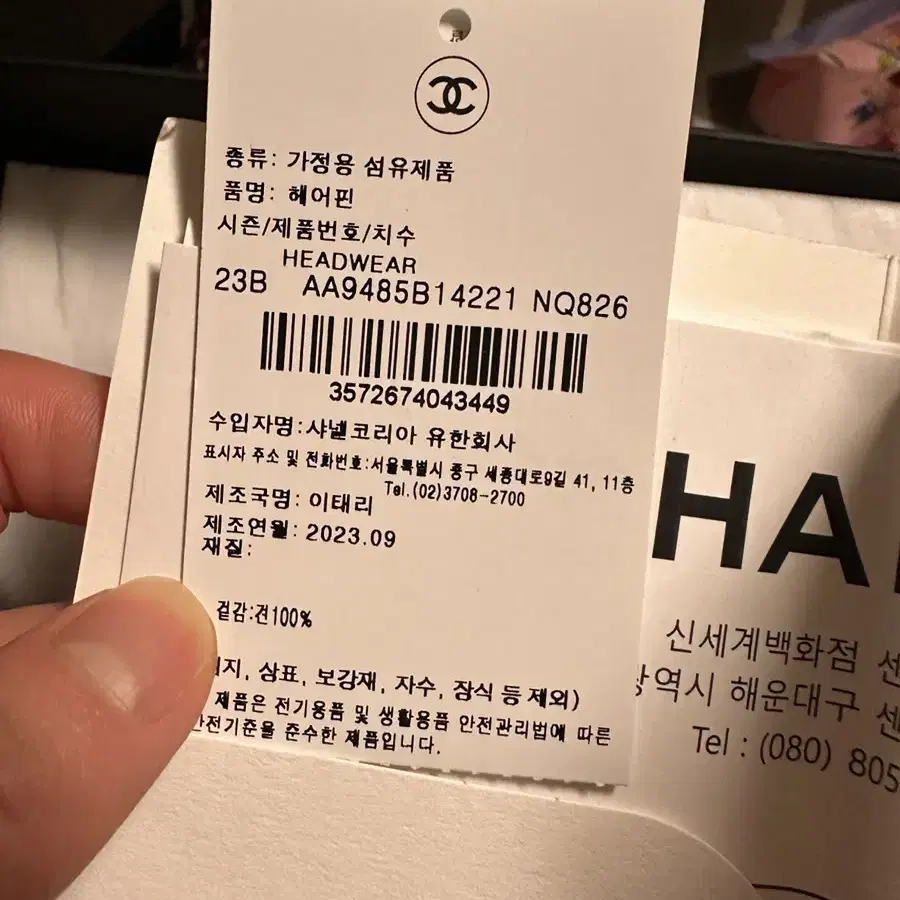 종류: 가정용 섬유제품
품명: 헤어핀
시즌/제품번호/치수
HEADWEAR
23B AA9485B14221 NQ826
3572674043449
수입자명:샤넬코리아 유한회사
표시자 주소 및 전화번호:서울특별시 중구 세종대로9길 41, 11층
Tel.(02)3708-2700
제조국명: 이태리
제조연월: 2023.09
재질:
겉감:견100%
지, 상표, 보강재, 자수, 장식 등 제외)
제품은 전기용품 및 생활용품 안전관리법에 따른
안전기준을 준수한 제품입니다.
HA
신세계백화점 센
광역시 해운대구 센
Tel : (080) 805